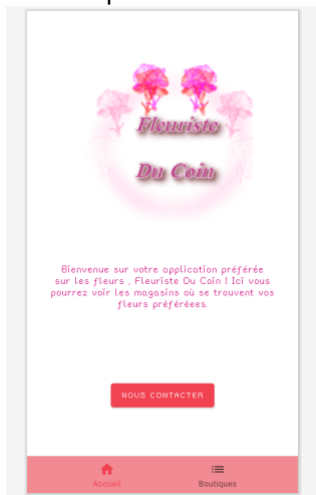 Fleuriste
Du Coin
Bienvenue sur votre application préférée
sur les fleurs , Fleuriste Du Coin ! Ici vous
pourrez voir les magasins où se trouvent vos
fleurs préféréees.
NOUS CONTACTER
Accueil
Boutiques